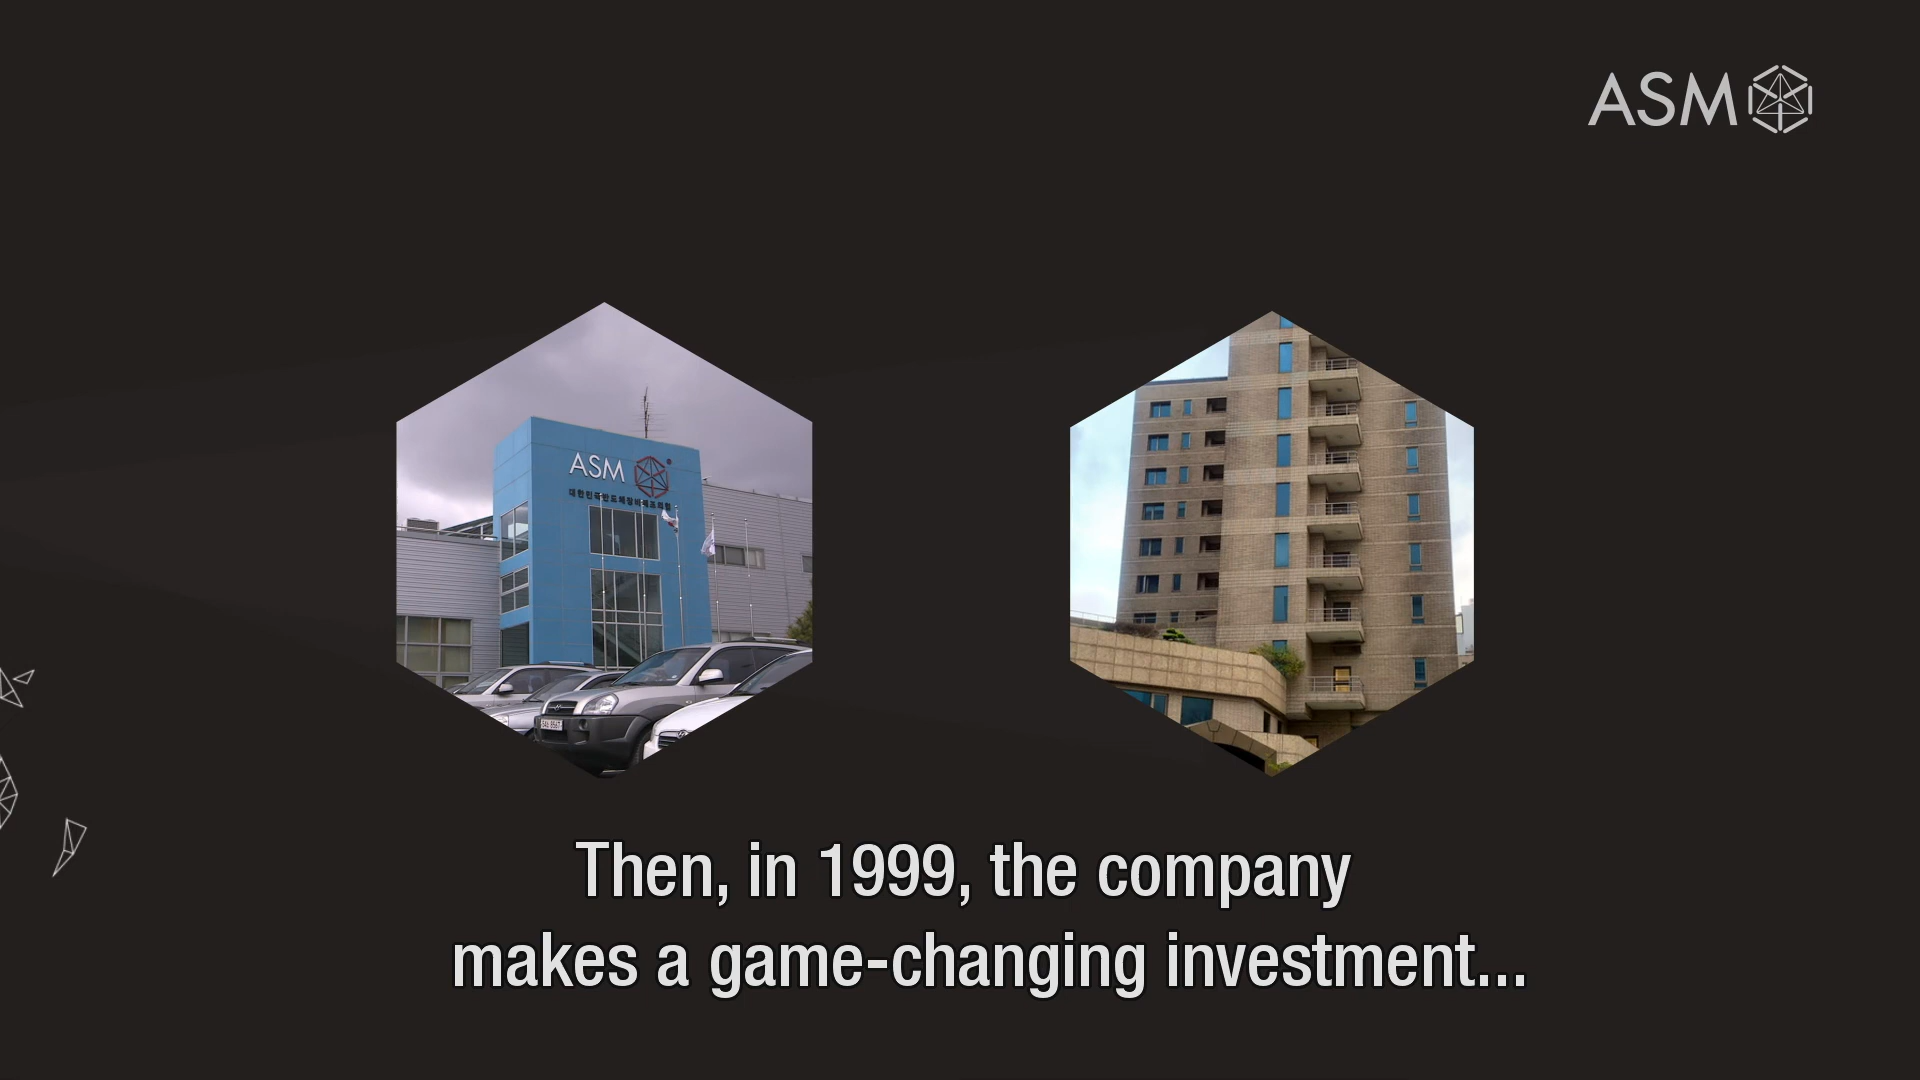 ASM
ASM
Then, in 1999, the company
makes a game-changing investment...